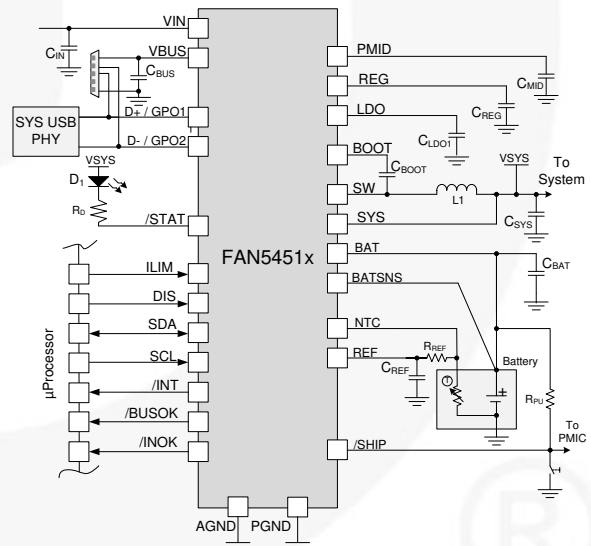 VIN
VBUS
CIN
CBUS
SYS USB
PHY
D+ / GPO1
D- / GPO2
VSYS
D1
RD
/STAT
µProcessor
ILIM
DIS
SDA
SCL
/INT
/BUSOK
/INOK
FAN5451x
AGND
PGND
PMID
CMID
REG
CREG
LDO
CLDO1
BOOT
CBOOT
SW
L1
VSYS
To
System
CSYS
SYS
BAT
CBAT
BATSNS
NTC
REF
RREF
CREF
Battery
T
+
RPU
/SHIP
To
PMIC
R